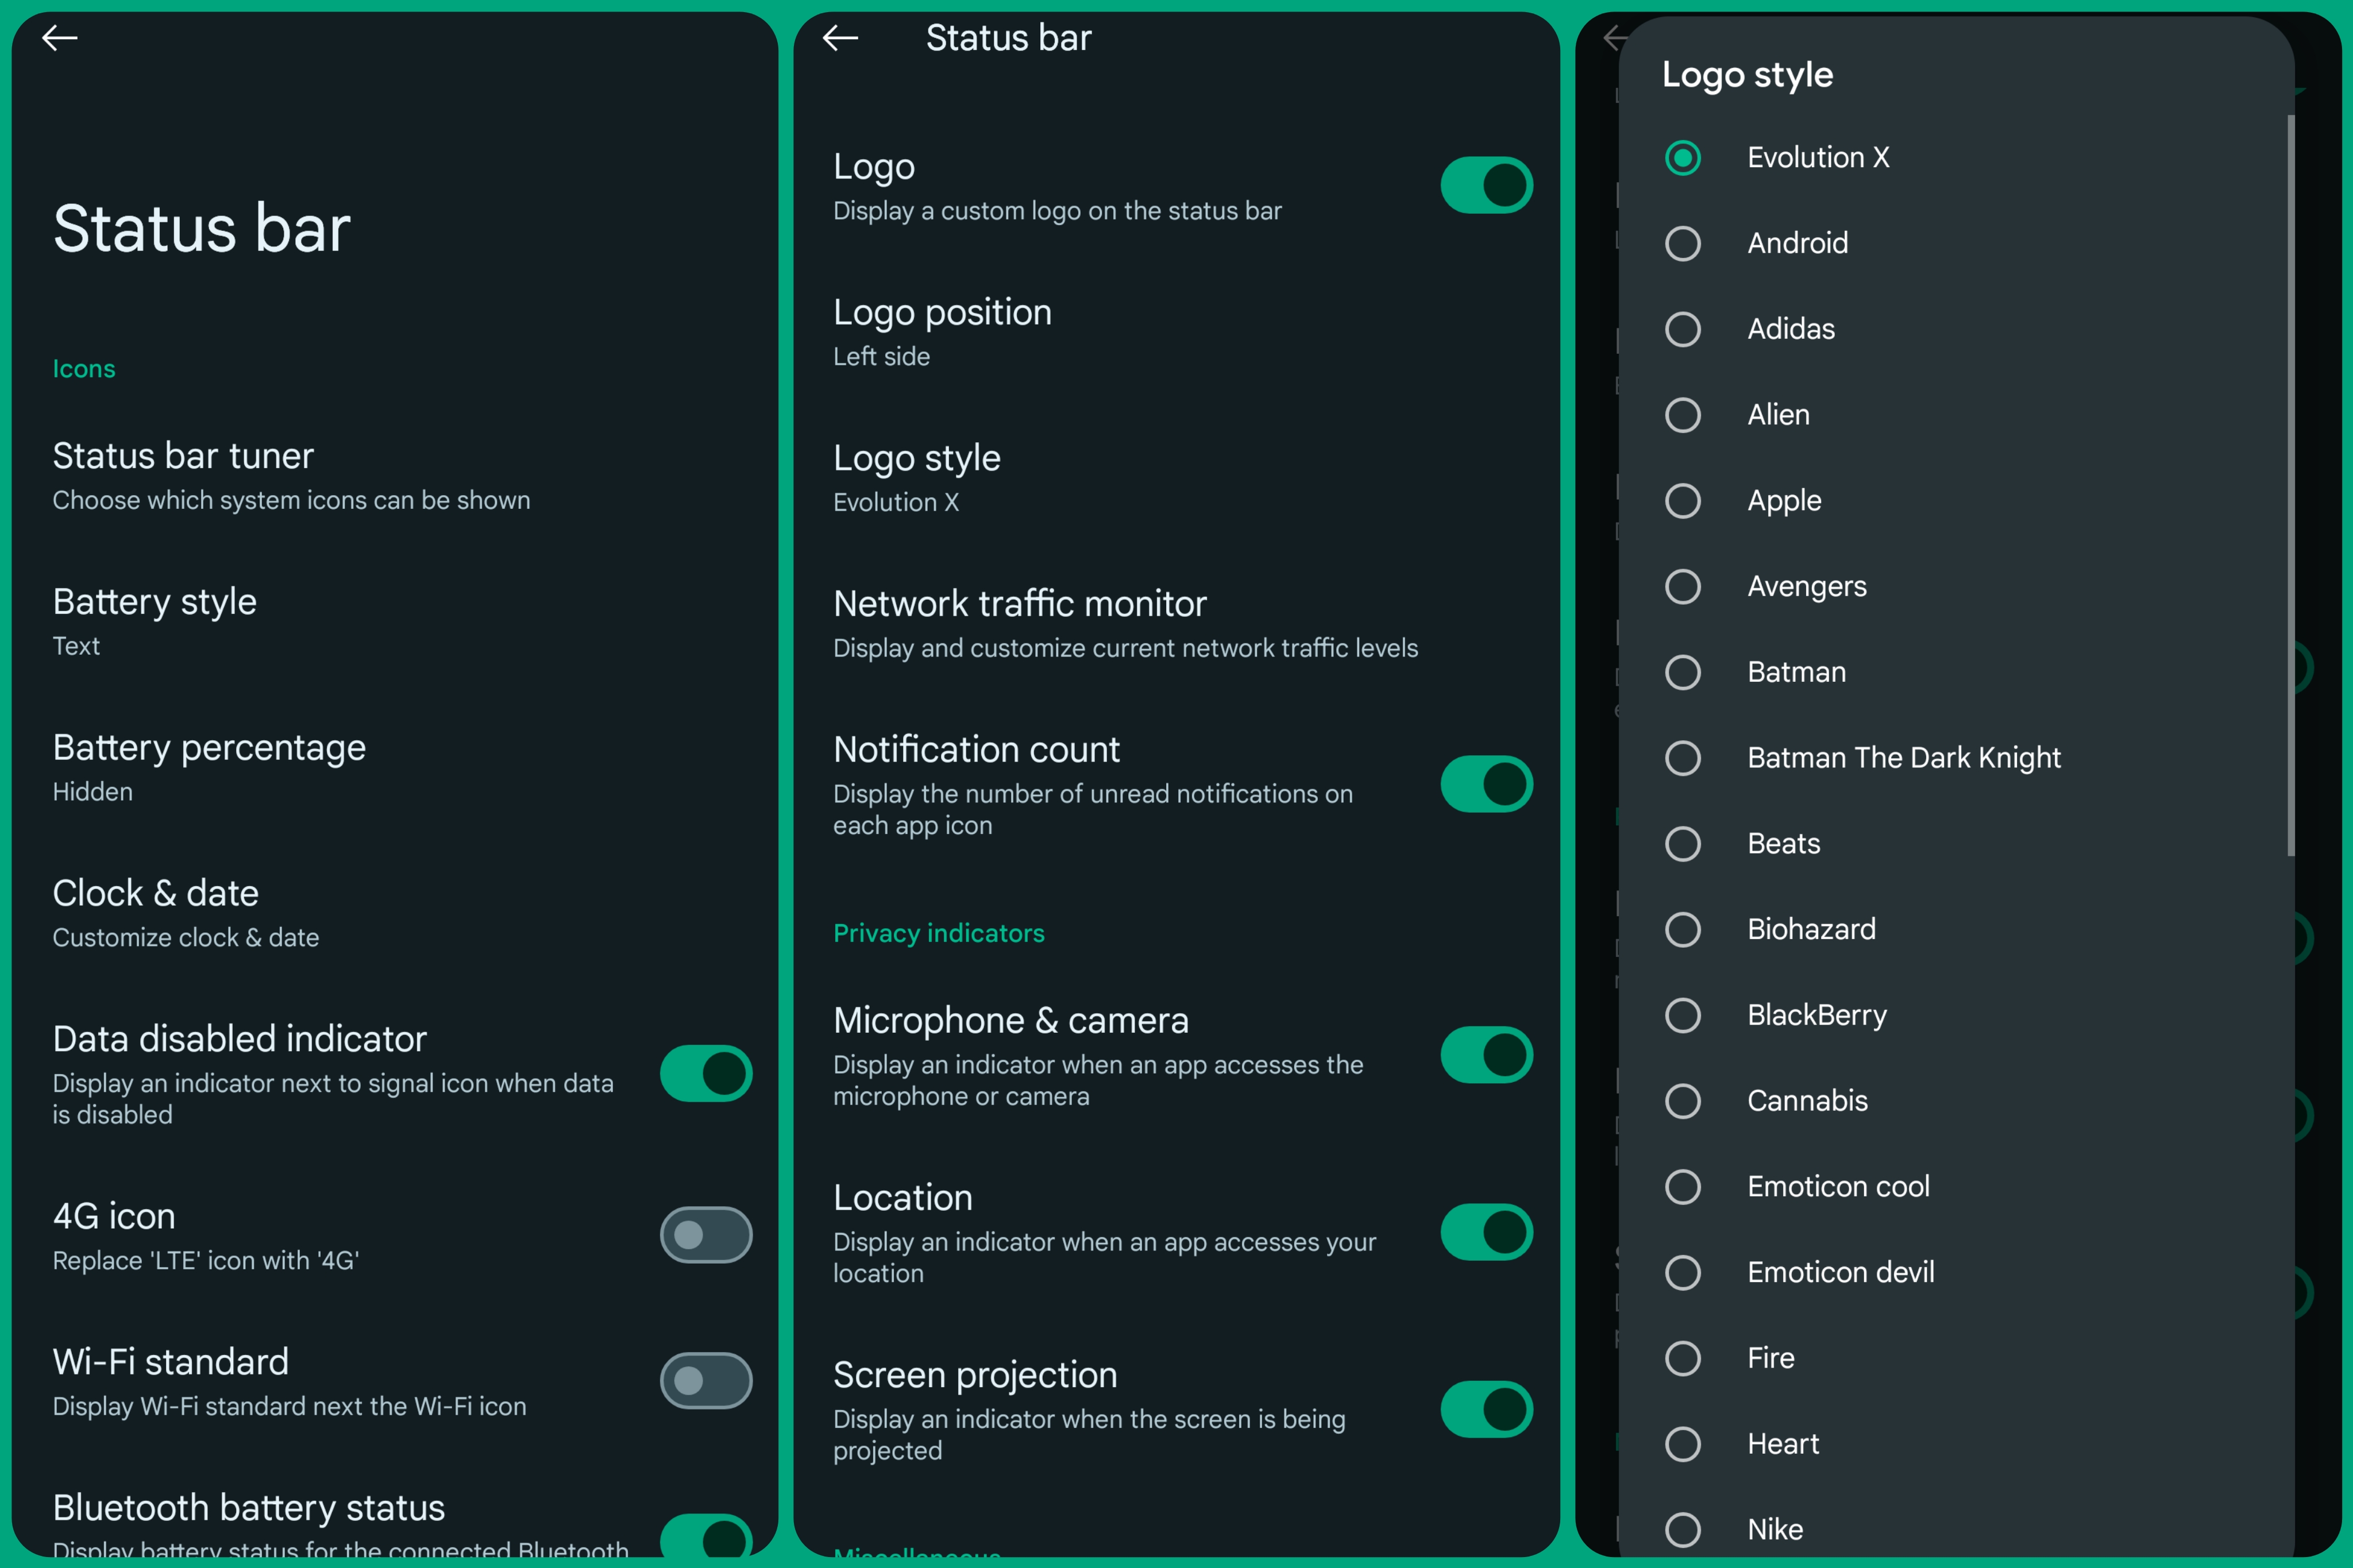 Status bar
Icons
Status bar tuner
Choose which system icons can be shown
Battery style
Text
Battery percentage
Hidden
Clock & date
Customize clock & date
Data disabled indicator
Display an indicator next to signal icon when data
is disabled
4G icon
Replace 'LTE' icon with '4G'
Wi-Fi standard
Display Wi-Fi standard next the Wi-Fi icon
Bluetooth battery status
Display battery status for the connected Bluetooth
Status bar
Logo
Display a custom logo on the status bar
Logo position
Left side
Logo style
Evolution X
Network traffic monitor
Display and customize current network traffic levels
Notification count
Display the number of unread notifications on
each app icon
Privacy indicators
Microphone & camera
Display an indicator when an app accesses the
microphone or camera
Location
Display an indicator when an app accesses your
location
Screen projection
Display an indicator when the screen is being
projected
Miscellaneous
Logo style
Evolution X
Android
Adidas
Alien
Apple
Avengers
Batman
Batman The Dark Knight
Beats
Biohazard
BlackBerry
Cannabis
Emoticon cool
Emoticon devil
Fire
Heart
Nike